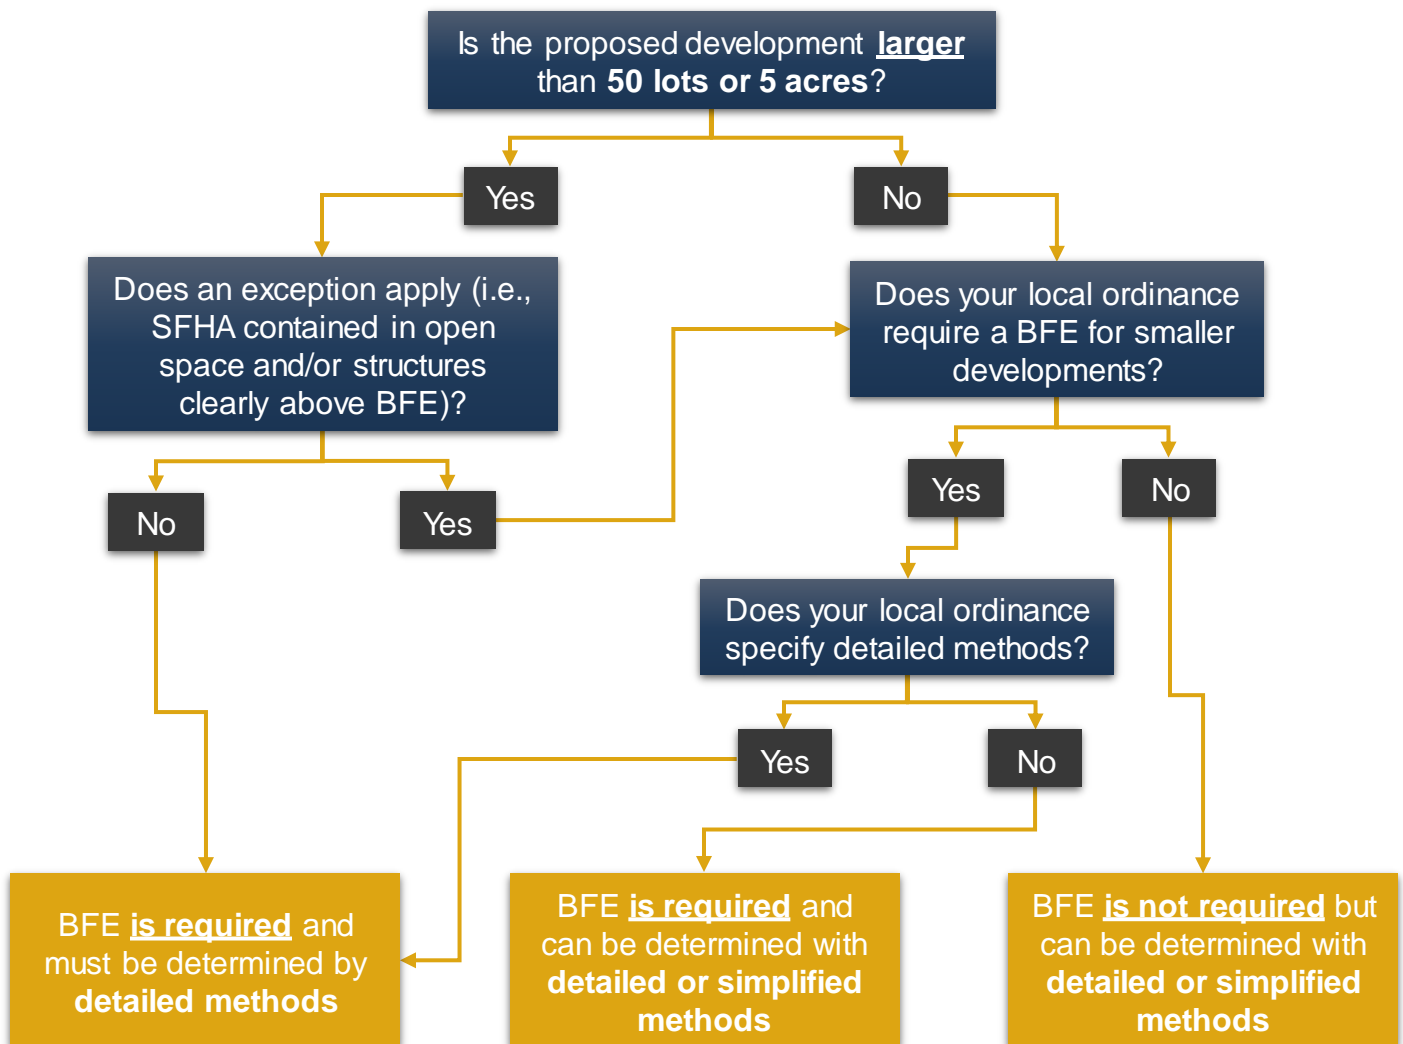 Is the proposed development larger
than 50 lots or 5 acres?
Yes
No
Does an exception apply (i.e.,
SFHA contained in open
space and/or structures
clearly above BFE)?
Does your local ordinance
require a BFE for smaller
developments?
No
Yes
Yes
No
Does your local ordinance
specify detailed methods?
Yes
No
BFE is required and
must be determined by
detailed methods
BFE is required and
can be determined with
detailed or simplified
methods
BFE is not required but
can be determined with
detailed or simplified
methods